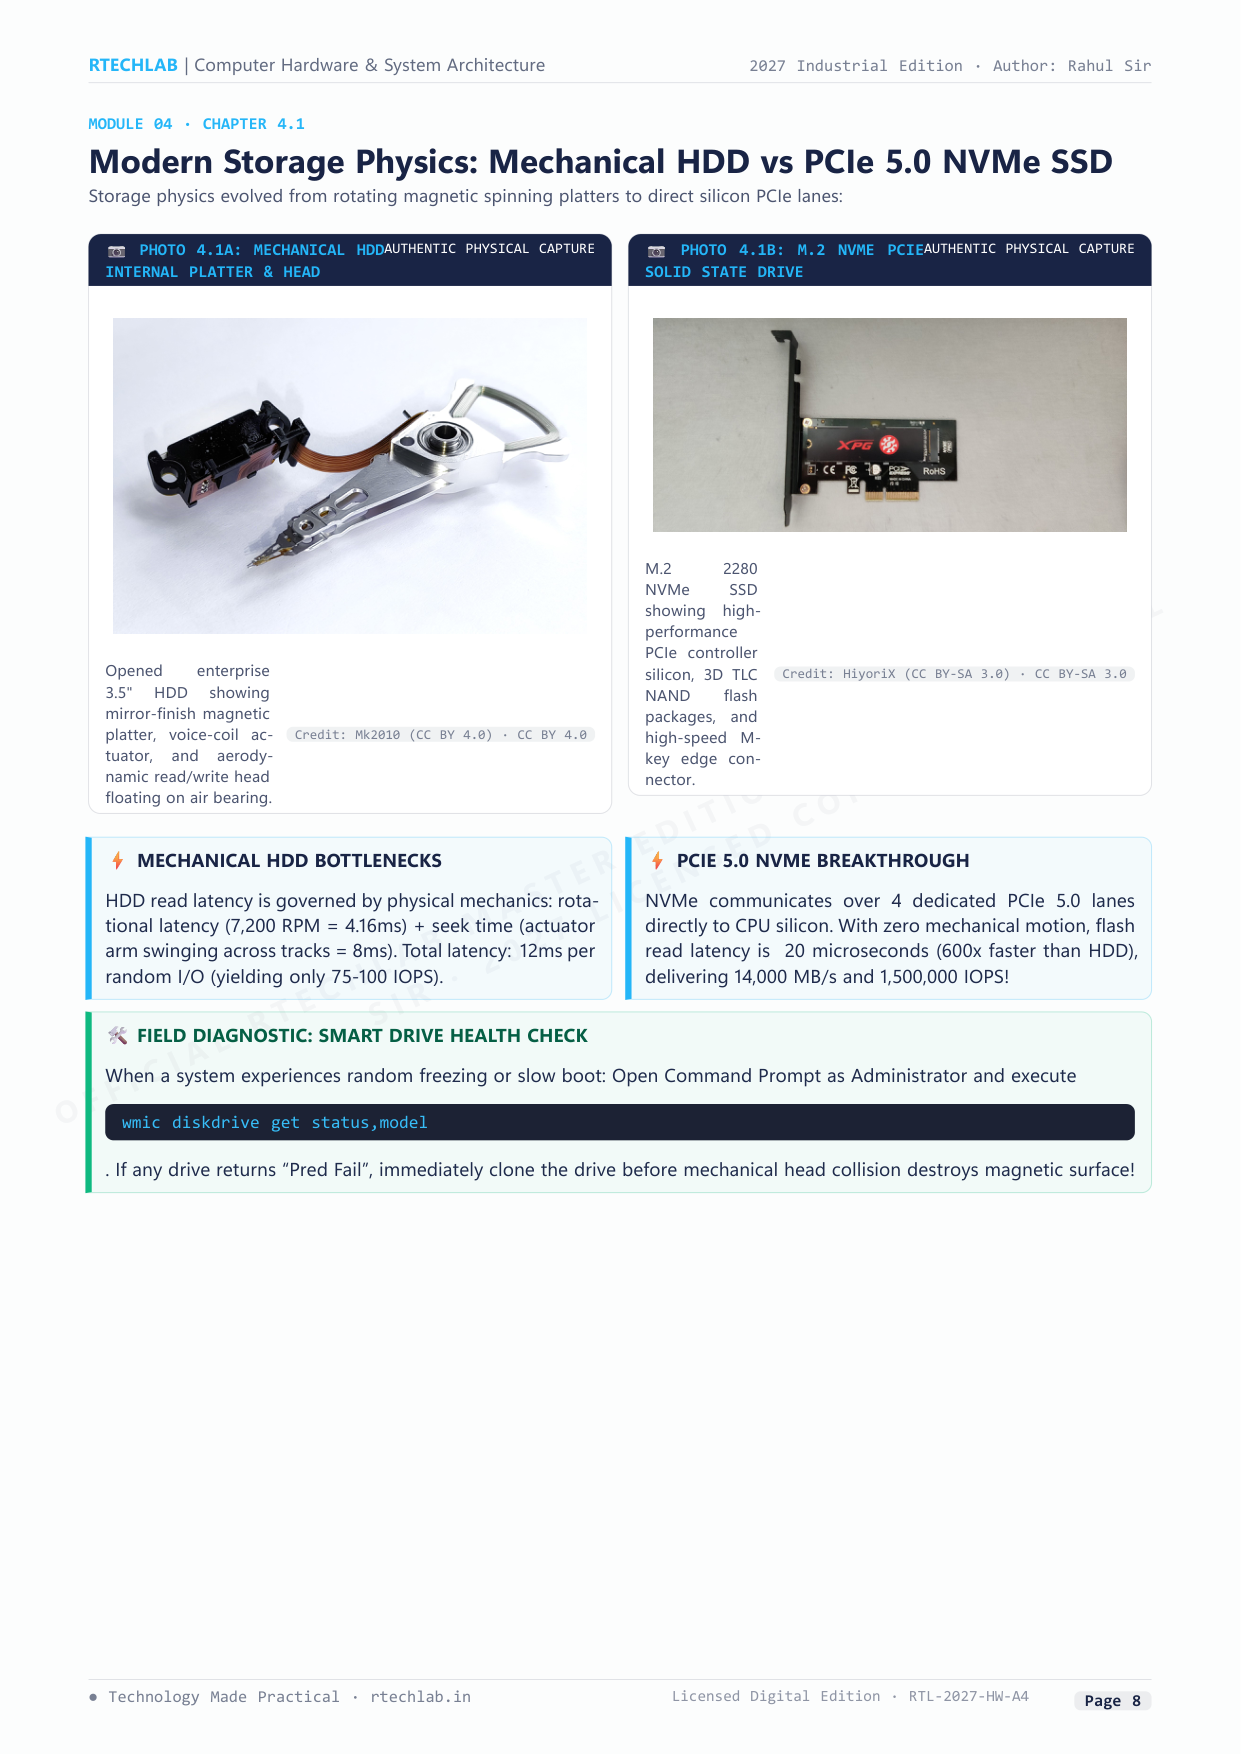 RTECHLAB | Computer Hardware & System Architecture
2027 Industrial Edition · Author: Rahul Sir
MODULE 04 · CHAPTER 4.1
Modern Storage Physics: Mechanical HDD vs PCIe 5.0 NVMe SSD
Storage physics evolved from rotating magnetic spinning platters to direct silicon PCIe lanes:
📷 PHOTO 4.1A: MECHANICAL HDD
INTERNAL PLATTER & HEAD
AUTHENTIC PHYSICAL CAPTURE
Opened enterprise
3.5" HDD showing
mirror-finish magnetic
platter, voice-coil ac-
tuator, and aerody-
namic read/write head
floating on air bearing.
Credit: Mk2010 (CC BY 4.0) · CC BY 4.0
📷 PHOTO 4.1B: M.2 NVME PCIE
SOLID STATE DRIVE
AUTHENTIC PHYSICAL CAPTURE
XPG
CE FC
RoHS
M.2 2280
NVMe SSD
showing high-
performance
PCIe controller
silicon, 3D TLC
NAND flash
packages, and
high-speed M-
key edge con-
nector.
Credit: HiyoriX (CC BY-SA 3.0) · CC BY-SA 3.0
⚡ MECHANICAL HDD BOTTLENECKS
HDD read latency is governed by physical mechanics: rota-
tional latency (7,200 RPM = 4.16ms) + seek time (actuator
arm swinging across tracks = 8ms). Total latency: 12ms per
random I/O (yielding only 75-100 IOPS).
⚡ PCIE 5.0 NVME BREAKTHROUGH
NVMe communicates over 4 dedicated PCIe 5.0 lanes
directly to CPU silicon. With zero mechanical motion, flash
read latency is 20 microseconds (600x faster than HDD),
delivering 14,000 MB/s and 1,500,000 IOPS!
🛠 FIELD DIAGNOSTIC: SMART DRIVE HEALTH CHECK
When a system experiences random freezing or slow boot: Open Command Prompt as Administrator and execute
wmic diskdrive get status,model
. If any drive returns “Pred Fail”, immediately clone the drive before mechanical head collision destroys magnetic surface!
● Technology Made Practical · rtechlab.in
Licensed Digital Edition · RTL-2027-HW-A4
Page 8